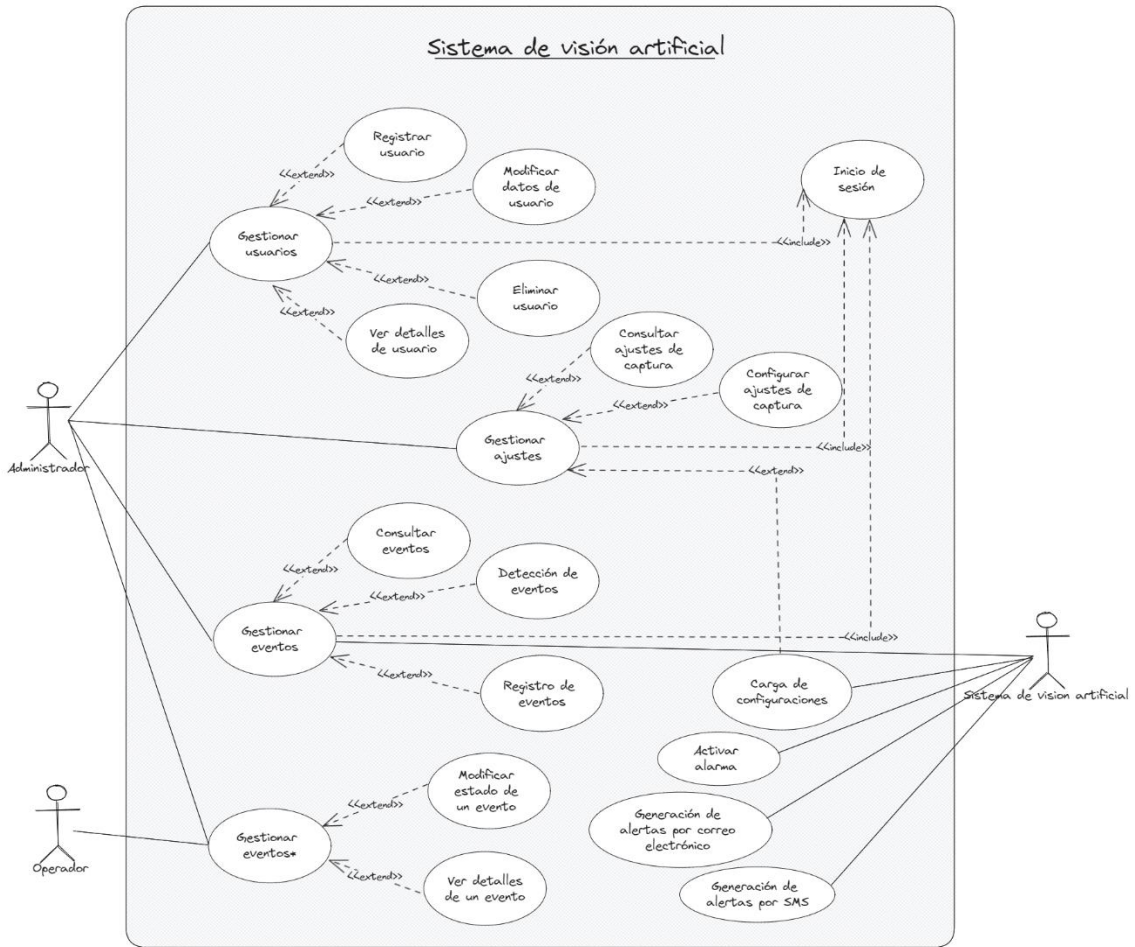 Sistema de visión artificial
Registrar
usuario
<<extend>>
Modificar
datos de
usuario
<<extend>>
Inicio de
sesión
Gestionar
usuarios
<<include>>
<<extend>>
Eliminar
usuario
<<extend>>
Ver detalles
de usuario
Consultar
ajustes de
captura
<<extend>>
Configurar
ajustes de
captura
<<extend>>
Gestionar
ajustes
<<include>>
<<extend>>
Administrador
Consultar
eventos
<<extend>>
Detección de
eventos
<<extend>>
Gestionar
eventos
<<include>>
<<extend>>
Registro de
eventos
Carga de
configuraciones
Sistema de vision artificial
Activar
alarma
Modificar
estado de
un evento
<<extend>>
Generación de
alertas por correo
electrónico
Gestionar
eventos*
Operador
<<extend>>
Ver detalles
de un evento
Generación de
alertas por SMS